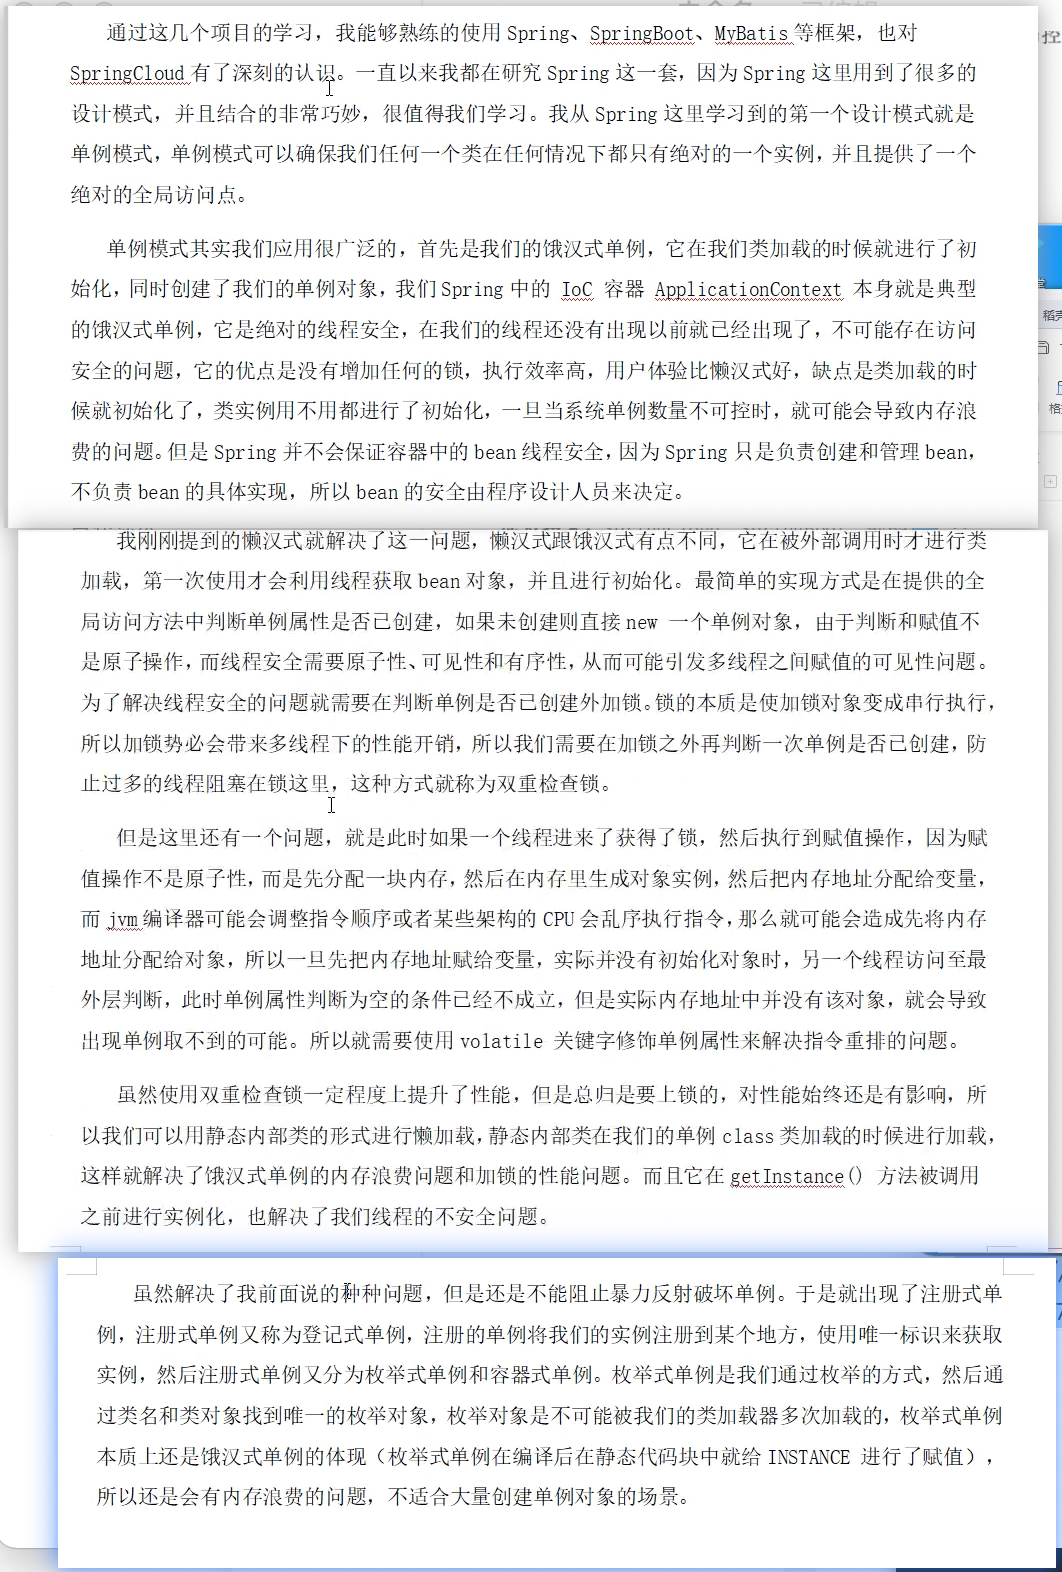 通过这几个项目的学习，我能够熟练的使用 Spring、SpringBoot、MyBatis 等框架，也对
SpringCloud 有了深刻的认识。一直以来我都在研究 Spring 这一套，因为 Spring 这里用到了很多的
设计模式，并且结合的非常巧妙，很值得我们学习。我从 Spring 这里学习到的第一个设计模式就是
单例模式，单例模式可以确保我们任何一个类在任何情况下都只有绝对的一个实例，并且提供了一个
绝对的全局访问点。
单例模式其实我们应用很广泛的，首先是我们的饿汉式单例，它在我们类加载的时候就进行了初
始化，同时创建了我们的单例对象，我们 Spring 中的 IoC 容器 ApplicationContext 本身就是典型
的饿汉式单例，它是绝对的线程安全，在我们的线程还没有出现以前就已经出现了，不可能存在访问
安全的问题，它的优点是没有增加任何的锁，执行效率高，用户体验比懒汉式好，缺点是类加载的时
候就初始化了，类实例用不用都进行了初始化，一旦当系统单例数量不可控时，就可能会导致内存浪
费的问题。但是 Spring 并不会保证容器中的 bean 线程安全，因为 Spring 只是负责创建和管理 bean，
不负责 bean 的具体实现，所以 bean 的安全由程序设计人员来决定。
我刚刚提到的懒汉式就解决了这一问题，懒汉式跟饿汉式有点不同，它在被外部调用时才进行类
加载，第一次使用才会利用线程获取 bean 对象，并且进行初始化。最简单的实现方式是在提供的全
局访问方法中判断单例属性是否已创建，如果未创建则直接 new 一个单例对象，由于判断和赋值不
是原子操作，而线程安全需要原子性、可见性和有序性，从而可能引发多线程之间赋值的可见性问题。
为了解决线程安全的问题就需要在判断单例是否已创建外加锁。锁的本质是使加锁对象变成串行执行，
所以加锁势必会带来多线程下的性能开销，所以我们需要在加锁之外再判断一次单例是否已创建，防
止过多的线程阻塞在锁这里，这种方式就称为双重检查锁。
但是这里还有一个问题，就是此时如果一个线程进来了获得了锁，然后执行到赋值操作，因为赋
值操作不是原子性，而是先分配一块内存，然后在内存里生成对象实例，然后把内存地址分配给变量，
而 jvm 编译器可能会调整指令顺序或者某些架构的 CPU 会乱序执行指令，那么就可能会造成先将内存
地址分配给对象，所以一旦先把内存地址赋给变量，实际并没有初始化对象时，另一个线程访问至最
外层判断，此时单例属性判断为空的条件已经不成立，但是实际内存地址中并没有该对象，就会导致
出现单例取不到的可能。所以就需要使用 volatile 关键字修饰单例属性来解决指令重排的问题。
虽然使用双重检查锁一定程度上提升了性能，但是总归是要上锁的，对性能始终还是有影响，所
以我们可以用静态内部类的形式进行懒加载，静态内部类在我们的单例 class 类加载的时候进行加载，
这样就解决了饿汉式单例的内存浪费问题和加锁的性能问题。而且它在 getInstance() 方法被调用
之前进行实例化，也解决了我们线程的不安全问题。
虽然解决了我前面说的种种问题，但是还是不能阻止暴力反射破坏单例。于是就出现了注册式单
例，注册式单例又称为登记式单例，注册的单例将我们的实例注册到某个地方，使用唯一标识来获取
实例，然后注册式单例又分为枚举式单例和容器式单例。枚举式单例是我们通过枚举的方式，然后通
过类名和类对象找到唯一的枚举对象，枚举对象是不可能被我们的类加载器多次加载的，枚举式单例
本质上还是饿汉式单例的体现（枚举式单例在编译后在静态代码块中就给 INSTANCE 进行了赋值），
所以还是会有内存浪费的问题，不适合大量创建单例对象的场景。